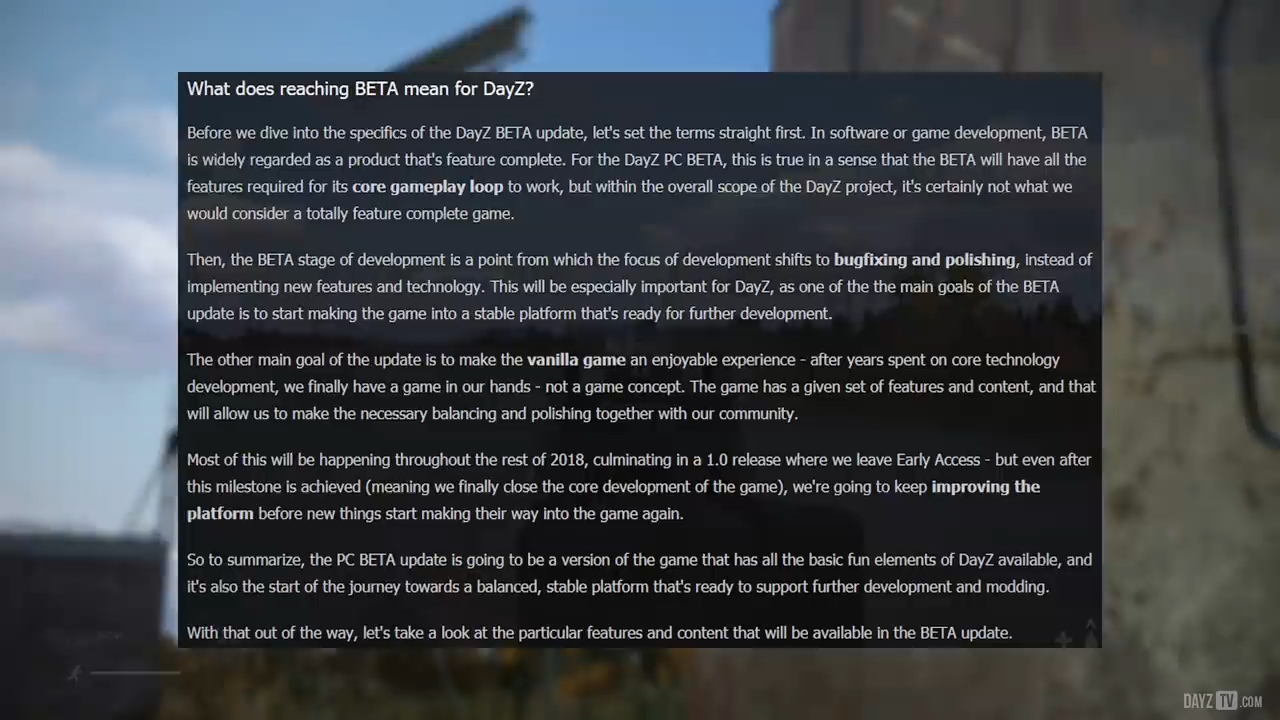 What does reaching BETA mean for DayZ?
Before we dive into the specifics of the DayZ BETA update, let's set the terms straight first. In software or game development, BETA
is widely regarded as a product that's feature complete. For the DayZ PC BETA, this is true in a sense that the BETA will have all the
features required for its core gameplay loop to work, but within the overall scope of the DayZ project, it's certainly not what we
would consider a totally feature complete game.
Then, the BETA stage of development is a point from which the focus of development shifts to bugfixing and polishing, instead of
implementing new features and technology. This will be especially important for DayZ, as one of the the main goals of the BETA
update is to start making the game into a stable platform that's ready for further development.
The other main goal of the update is to make the vanilla game an enjoyable experience - after years spent on core technology
development, we finally have a game in our hands - not a game concept. The game has a given set of features and content, and that
will allow us to make the necessary balancing and polishing together with our community.
Most of this will be happening throughout the rest of 2018, culminating in a 1.0 release where we leave Early Access - but even after
this milestone is achieved (meaning we finally close the core development of the game), we're going to keep improving the
platform before new things start making their way into the game again.
So to summarize, the PC BETA update is going to be a version of the game that has all the basic fun elements of DayZ available, and
it's also the start of the journey towards a balanced, stable platform that's ready to support further development and modding.
With that out of the way, let's take a look at the particular features and content that will be available in the BETA update.
DAYZ TV .COM